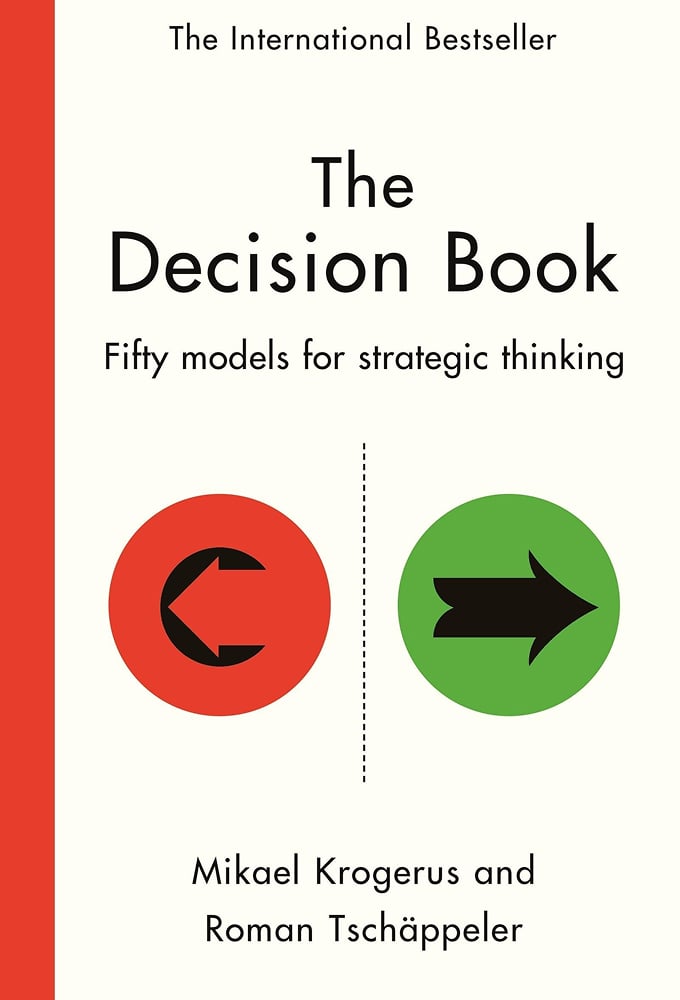 The International Bestseller
The
Decision Book
Fifty models for strategic thinking
Mikael Krogerus and
Roman Tschäppeler